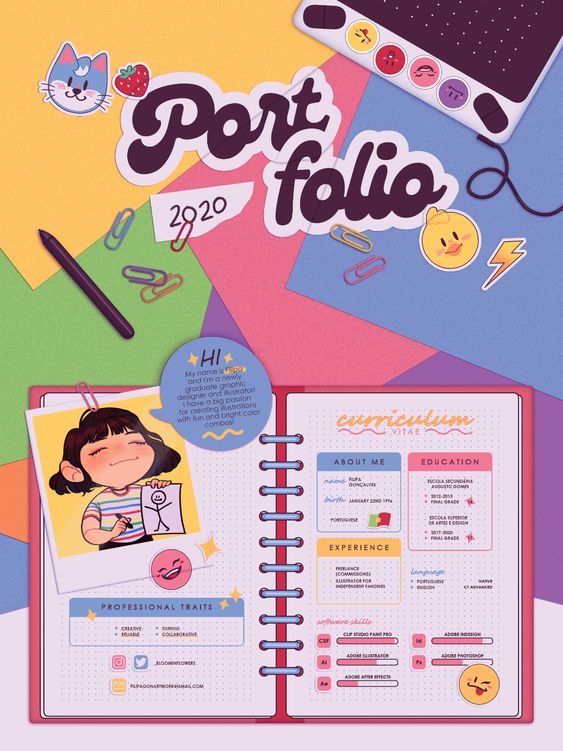 Port
folio
2020
HI
My name is Filipa
and I'm a newly
graduate graphic
designer and illustrator!
I have a big passion
for creating illustrations
with fun and bright color
combos!
curriculum
VITAE
ABOUT ME
name FILIPA
GONÇALVES
birth JANUARY 22ND 1996
PORTUGUESE
EDUCATION
ESCOLA SECUNDÁRIA
AUGUSTO GOMES
2012-2015
FINAL GRADE
ESCOLA SUPERIOR
DE ARTES E DESIGN
2017-2020
FINAL GRADE
EXPERIENCE
FREELANCE
(COMMISSIONS)
ILLUSTRATOR FOR
INDEPENDENT FANZINES
language
PORTUGUESE NATIVE
ENGLISH C1 ADVANCED
PROFESSIONAL TRAITS
CREATIVE CURIOUS
RELIABLE COLLABORATIVE
_BLOOMINFLOWERS
FILIPAGONARTWORK@GMAIL.COM
software skills
CSP CLIP STUDIO PAINT PRO
Id ADOBE INDESIGN
Ai ADOBE ILLUSTRATOR
Ps ADOBE PHOTOSHOP
Ae ADOBE AFTER EFFECTS